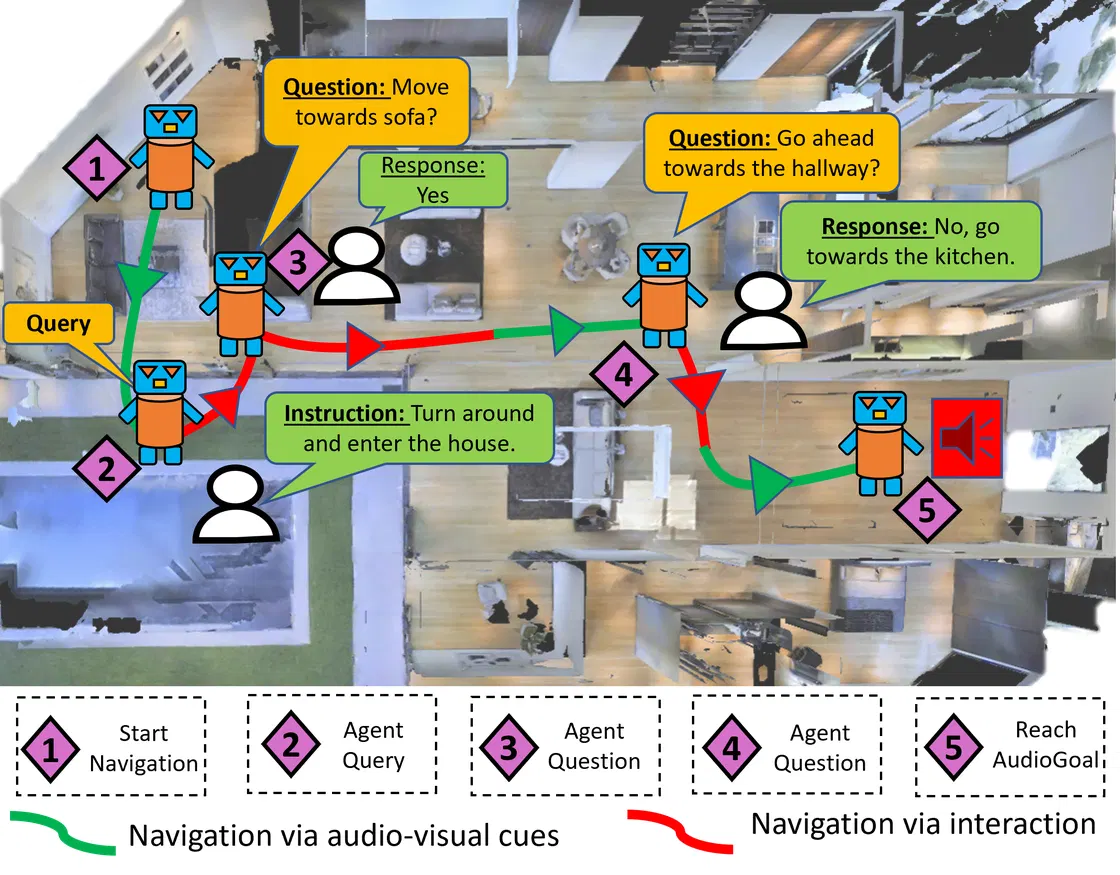 1
Question: Move
towards sofa?
Response:
Yes
3
Question: Go ahead
towards the hallway?
Response: No, go
towards the kitchen.
Query
2
Instruction: Turn around
and enter the house.
4
5
1
Start
Navigation
2
Agent
Query
3
Agent
Question
4
Agent
Question
5
Reach
AudioGoal
Navigation via audio-visual cues
Navigation via interaction